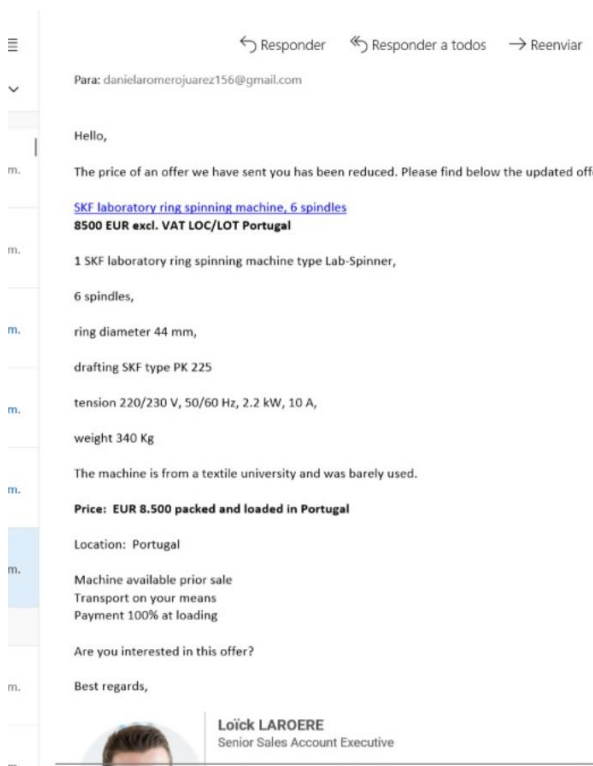 Responder Responder a todos Reenviar
Para: danielaromerojuarez156@gmail.com
Hello,
m.
The price of an offer we have sent you has been reduced. Please find below the updated
SKF laboratory ring spinning machine, 6 spindles
8500 EUR excl. VAT LOC/LOT Portugal
m.
1 SKF laboratory ring spinning machine type Lab-Spinner,
6 spindles,
m.
ring diameter 44 mm,
drafting SKF type PK 225
m.
tension 220/230 V, 50/60 Hz, 2.2 kW, 10 A,
weight 340 Kg
m.
The machine is from a textile university and was barely used.
Price: EUR 8.500 packed and loaded in Portugal
Location: Portugal
m.
Machine available prior sale
Transport on your means
Payment 100% at loading
Are you interested in this offer?
m.
Best regards,
Loïck LAROERE
Senior Sales Account Executive